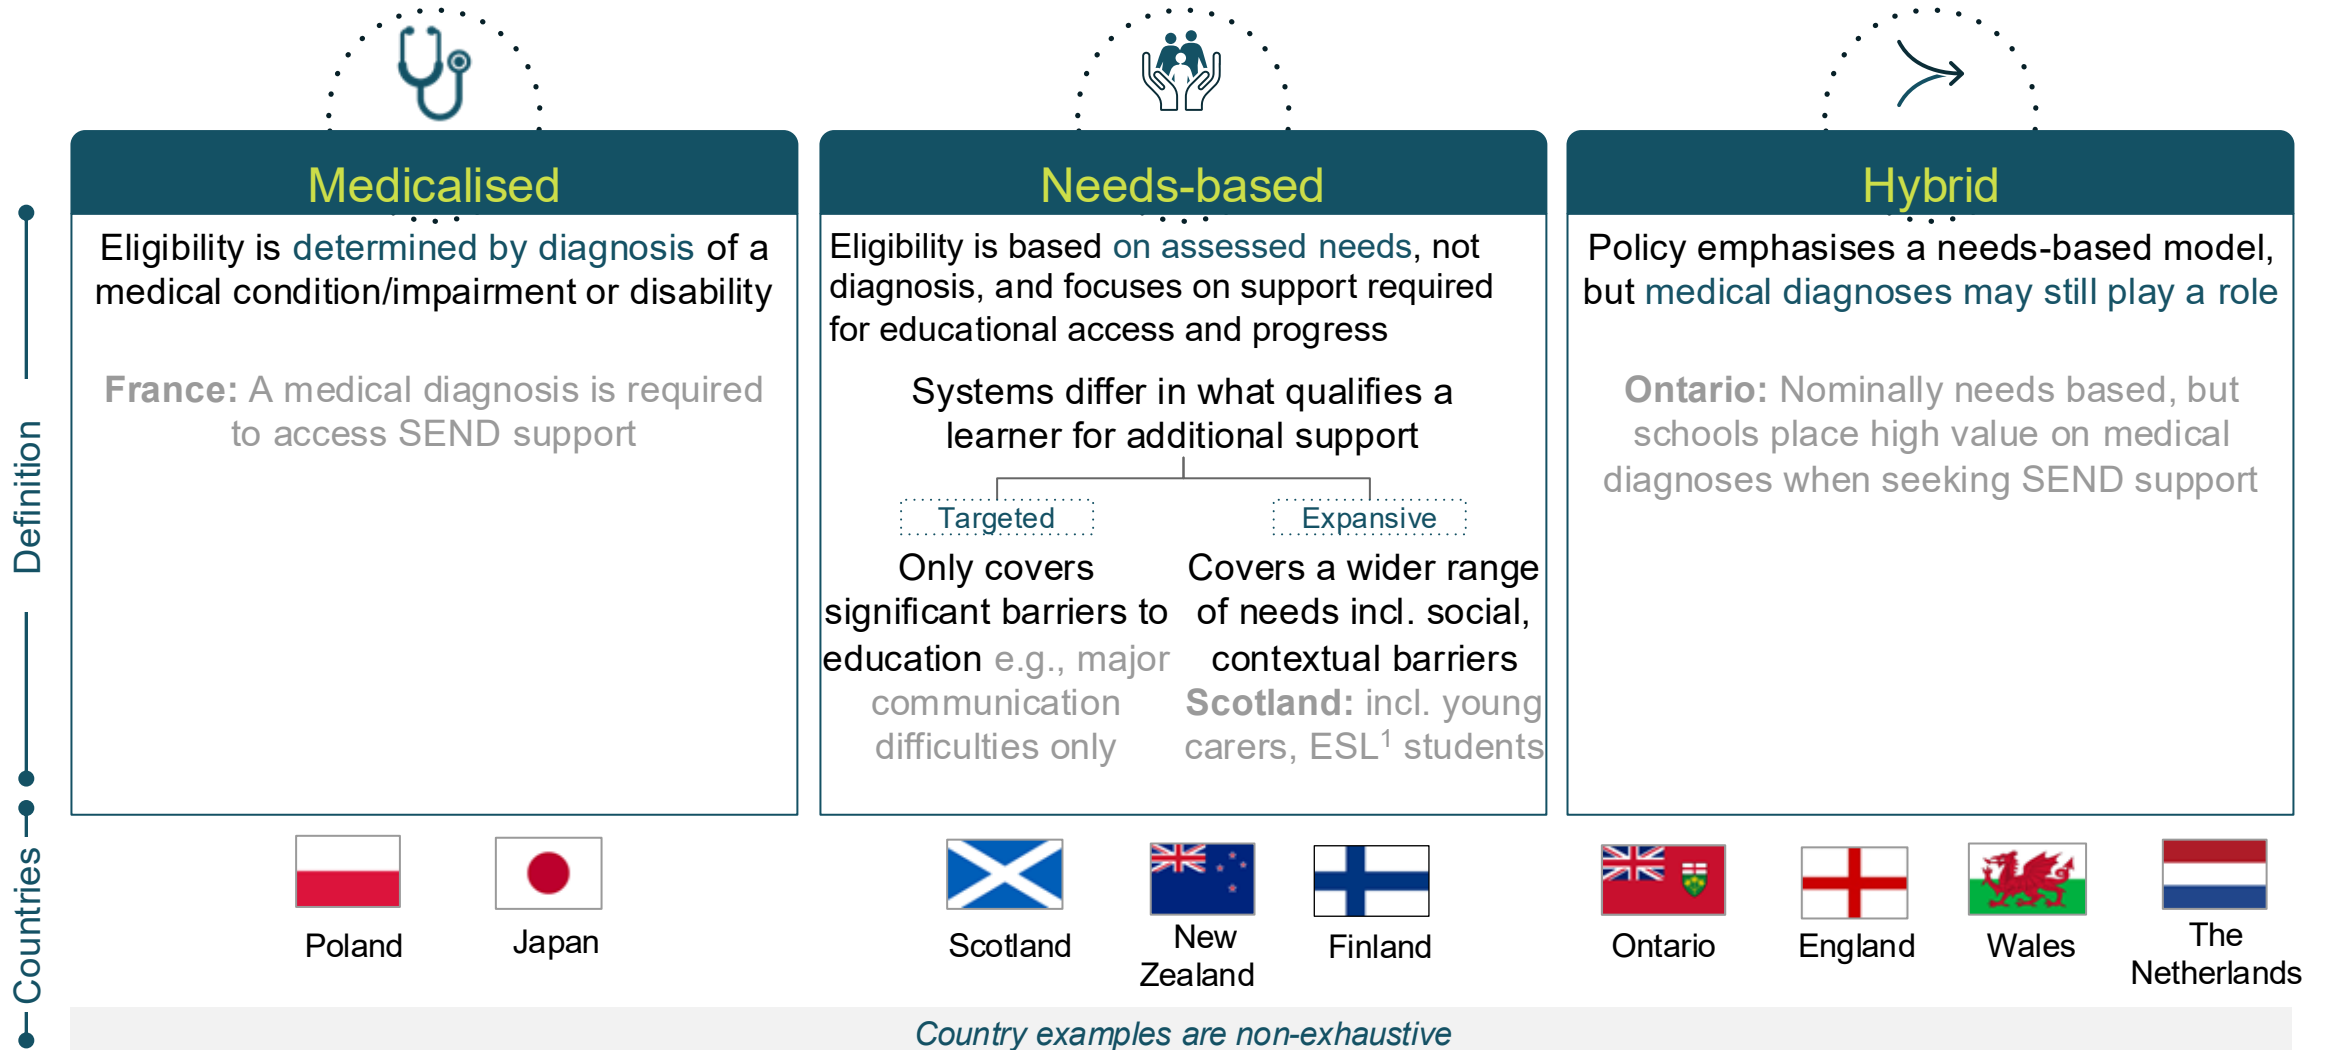 Medicalised
Needs-based
Hybrid
Definition
Eligibility is determined by diagnosis of a
medical condition/impairment or disability
France: A medical diagnosis is required
to access SEND support
Eligibility is based on assessed needs, not
diagnosis, and focuses on support required
for educational access and progress
Systems differ in what qualifies a
learner for additional support
Targeted
Only covers
significant barriers to
education e.g., major
communication
difficulties only
Expansive
Covers a wider range
of needs incl. social,
contextual barriers
Scotland: incl. young
carers, ESL¹ students
Policy emphasises a needs-based model,
but medical diagnoses may still play a role
Ontario: Nominally needs based, but
schools place high value on medical
diagnoses when seeking SEND support
Countries
Poland
Japan
Scotland
New
Zealand
Finland
Ontario
England
Wales
The
Netherlands
Country examples are non-exhaustive